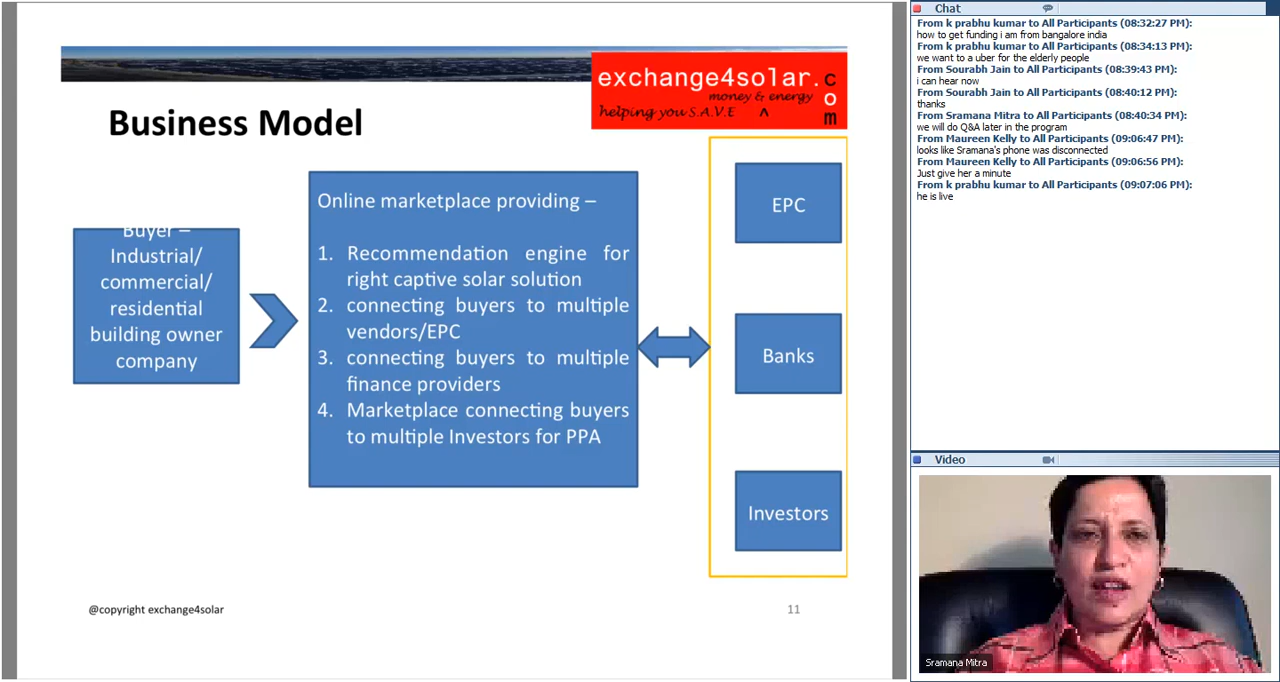 exchange4solar.com
money & energy
helping you S.A.V.E ^
Business Model
Buyer –
Industrial/
commercial/
residential
building owner
company
Online marketplace providing –
1. Recommendation engine for
right captive solar solution
2. connecting buyers to multiple
vendors/EPC
3. connecting buyers to multiple
finance providers
4. Marketplace connecting buyers
to multiple Investors for PPA
EPC
Banks
Investors
@copyright exchange4solar
11
Chat
From k prabhu kumar to All Participants (08:32:27 PM):
how to get funding i am from bangalore india
From k prabhu kumar to All Participants (08:34:13 PM):
we want to a uber for the elderly people
From Sourabh Jain to All Participants (08:39:43 PM):
i can hear now
From Sourabh Jain to All Participants (08:40:12 PM):
thanks
From Sramana Mitra to All Participants (08:40:34 PM):
we will do Q&A later in the program
From Maureen Kelly to All Participants (09:06:47 PM):
looks like Sramana's phone was disconnected
From Maureen Kelly to All Participants (09:06:56 PM):
Just give her a minute
From k prabhu kumar to All Participants (09:07:06 PM):
he is live
Video
Sramana Mitra